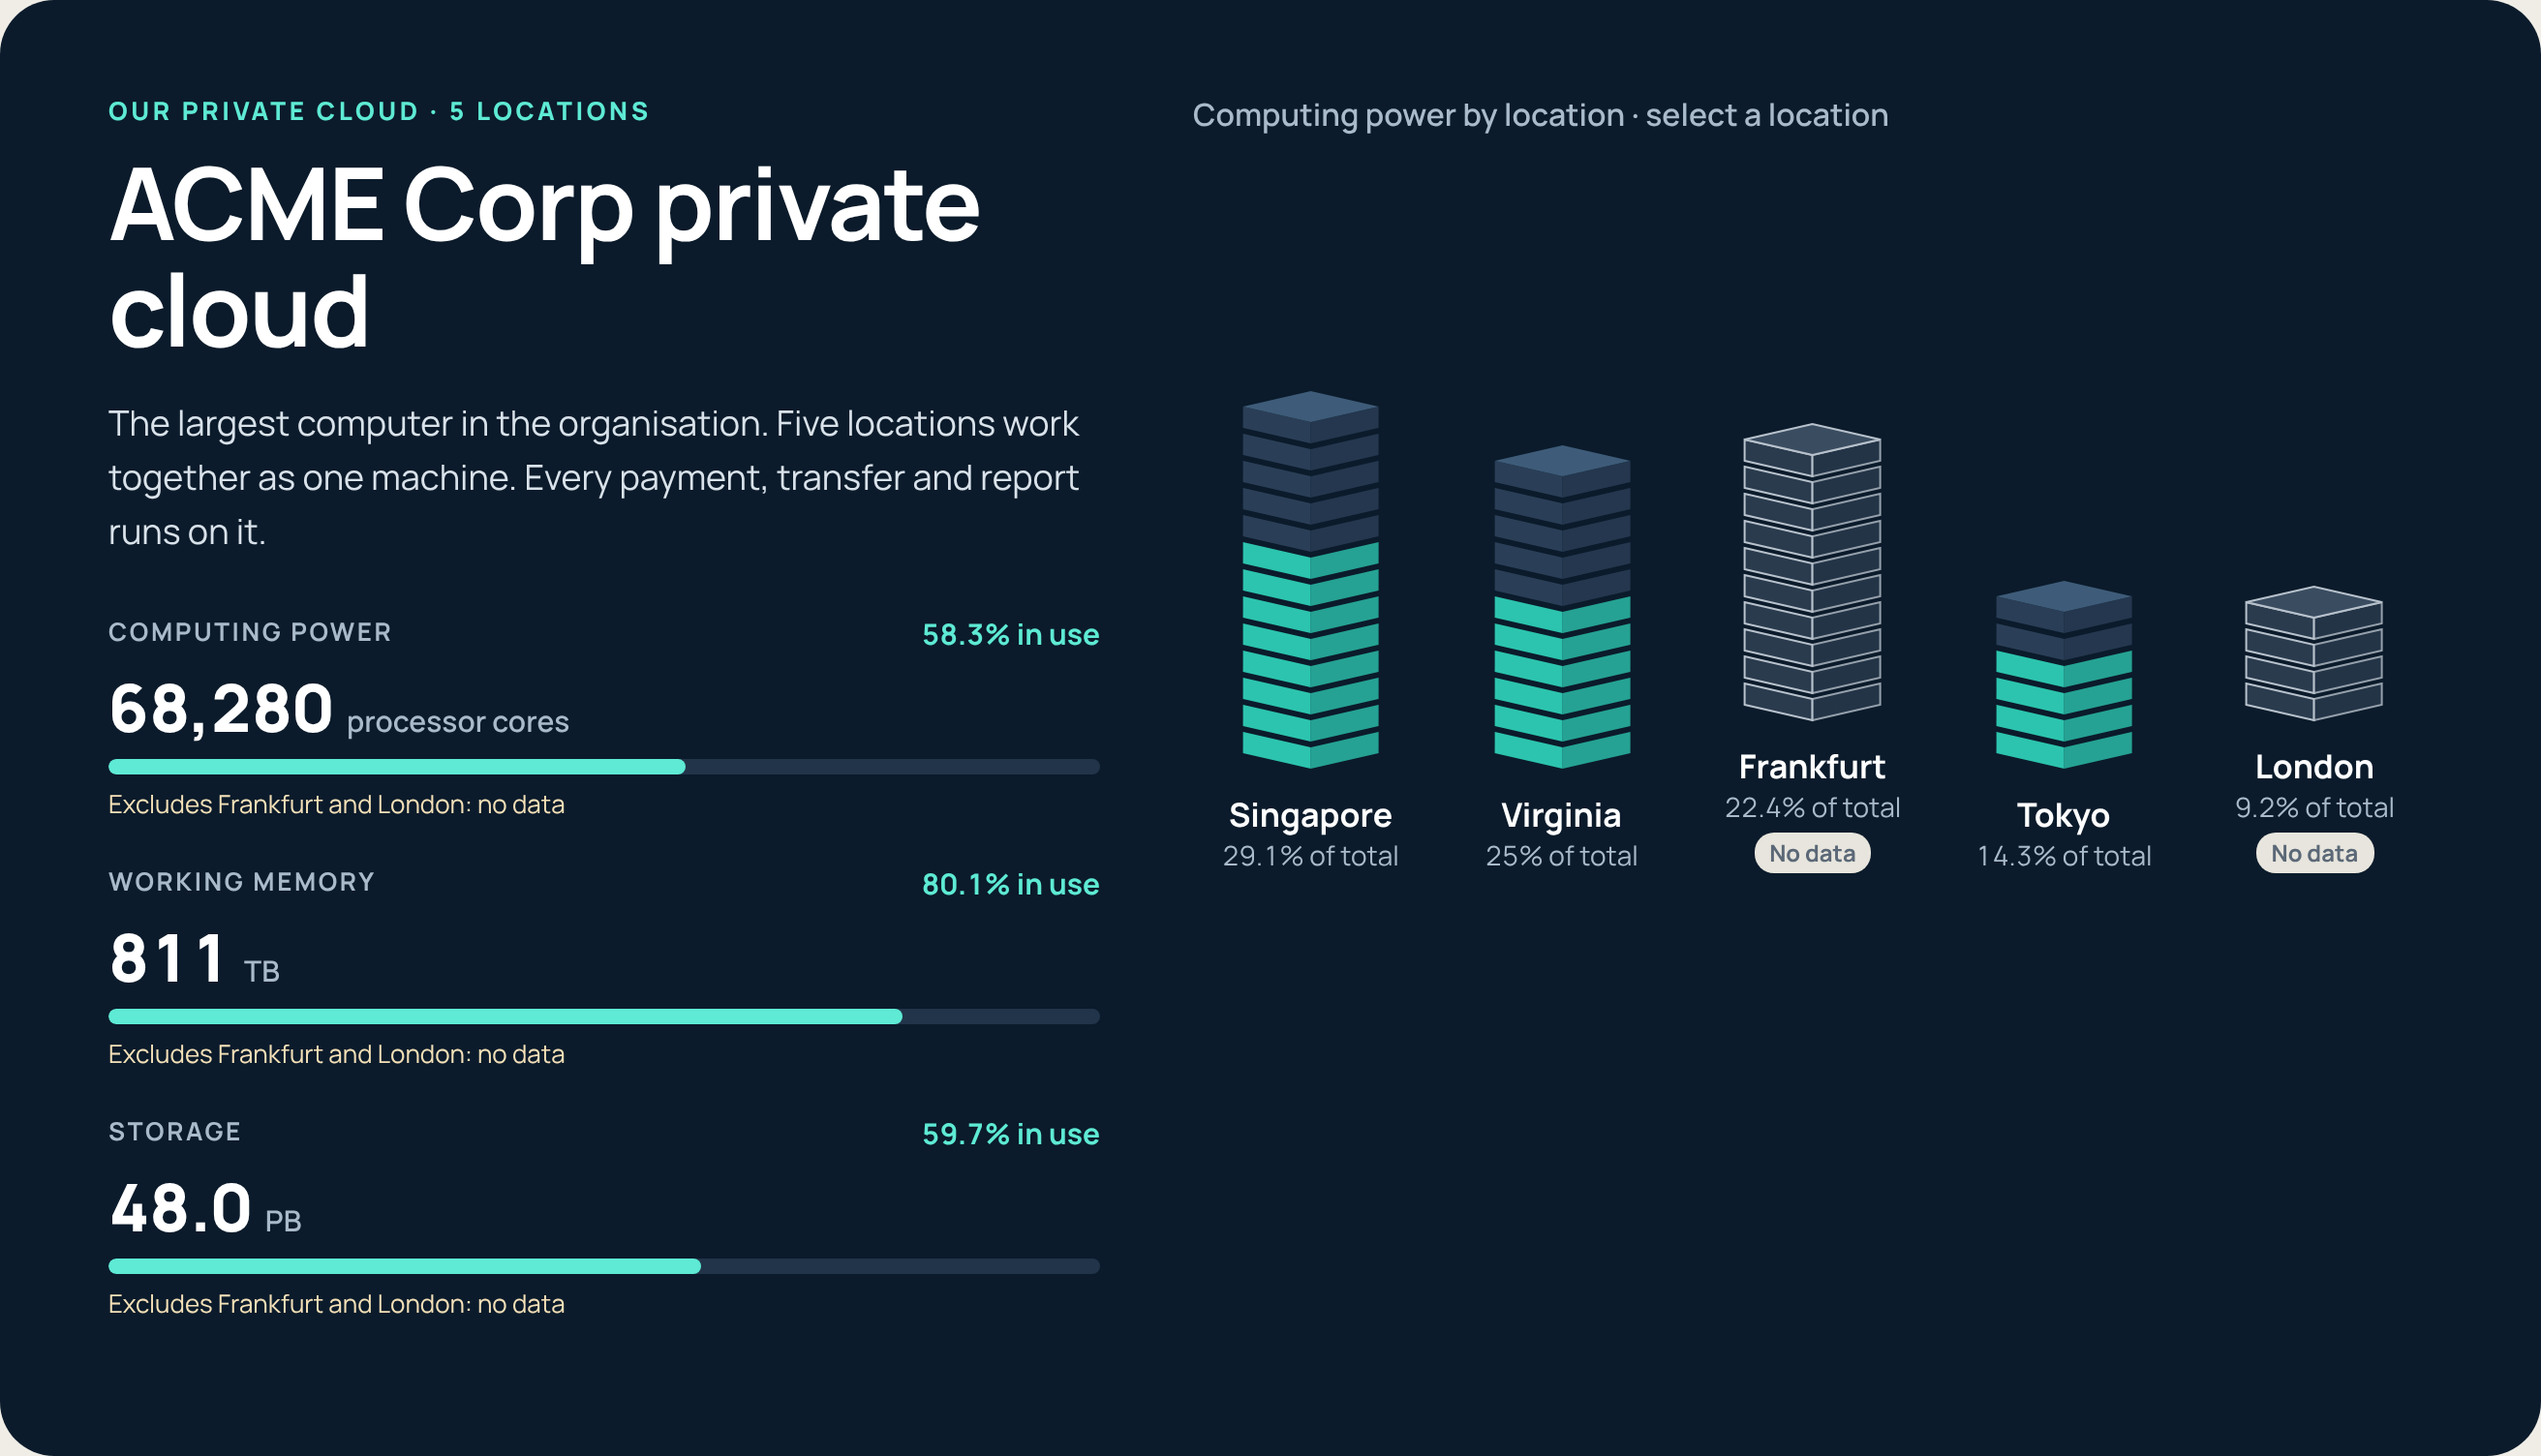 OUR PRIVATE CLOUD · 5 LOCATIONS
ACME Corp private
cloud
The largest computer in the organisation. Five locations work
together as one machine. Every payment, transfer and report
runs on it.
COMPUTING POWER
58.3% in use
68,280 processor cores
Excludes Frankfurt and London: no data
WORKING MEMORY
80.1% in use
811 TB
Excludes Frankfurt and London: no data
STORAGE
59.7% in use
48.0 PB
Excludes Frankfurt and London: no data
Computing power by location · select a location
Singapore
29.1% of total
Virginia
25% of total
Frankfurt
22.4% of total
No data
Tokyo
14.3% of total
London
9.2% of total
No data